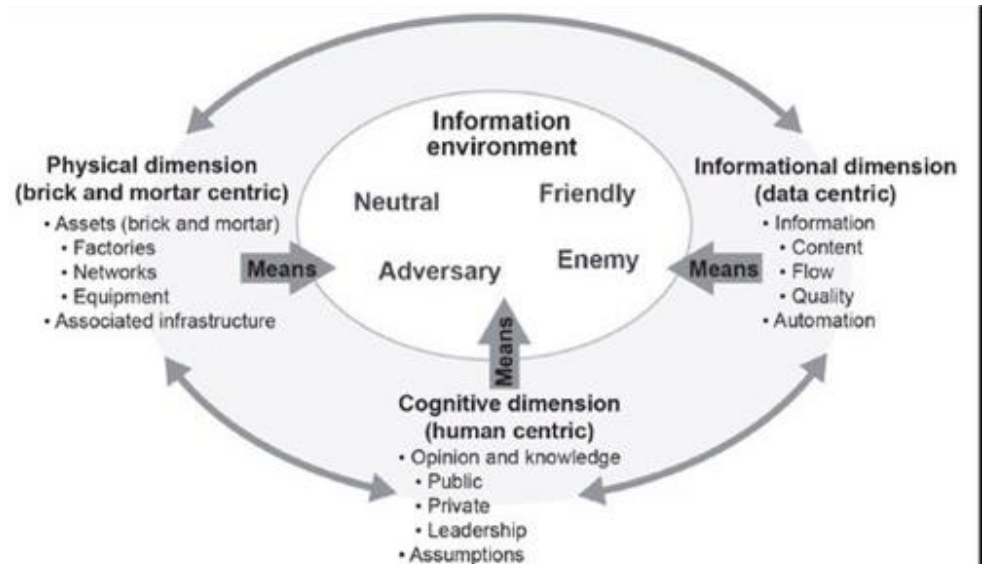 Information
environment
Neutral
Friendly
Adversary
Enemy
Physical dimension
(brick and mortar centric)
• Assets (brick and mortar)
• Factories
• Networks
• Equipment
• Associated infrastructure
Means
Informational dimension
(data centric)
• Information
• Content
• Flow
• Quality
• Automation
Means
Means
Cognitive dimension
(human centric)
• Opinion and knowledge
• Public
• Private
• Leadership
• Assumptions